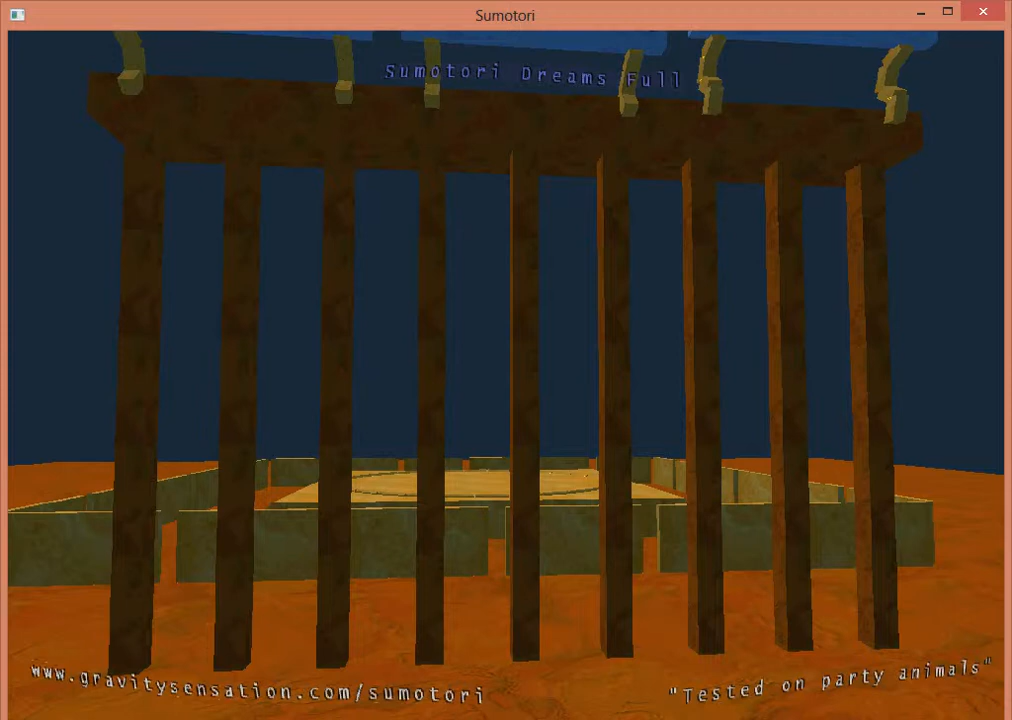 Sumotori
Sumotori Dreams Full
www.gravitysensation.com/sumotori
"Tested on party animals"